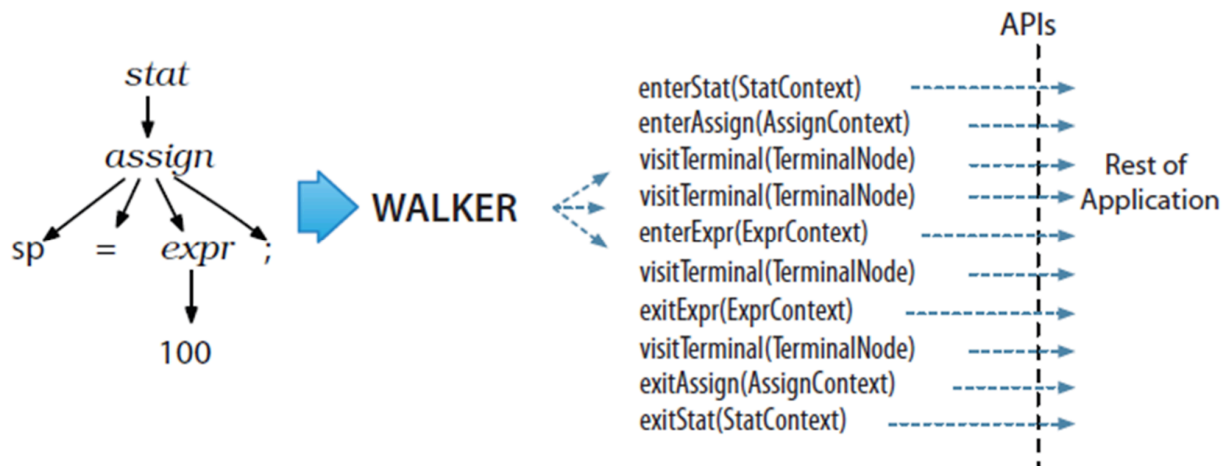 stat
assign
sp = expr ;
100
WALKER
APIs
enterStat(StatContext)
enterAssign(AssignContext)
visitTerminal(TerminalNode)
visitTerminal(TerminalNode)
enterExpr(ExprContext)
visitTerminal(TerminalNode)
exitExpr(ExprContext)
visitTerminal(TerminalNode)
exitAssign(AssignContext)
exitStat(StatContext)
Rest of
Application